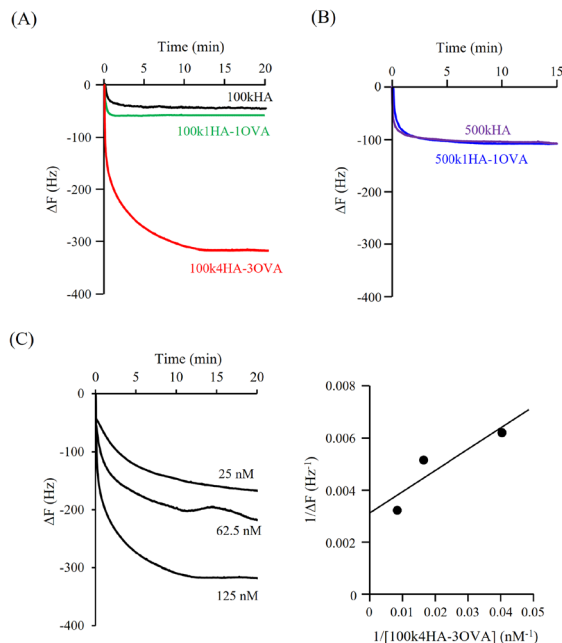 (A)
Time (min)
0 5 10 15 20
0
-100
-200
-300
-400
ΔF (Hz)
100kHA
100k1HA-1OVA
100k4HA-3OVA
(B)
Time (min)
0 5 10 15
0
-100
-200
-300
-400
ΔF (Hz)
500kHA
500k1HA-1OVA
(C)
Time (min)
0 5 10 15 20
0
-100
-200
-300
-400
ΔF (Hz)
25 nM
62.5 nM
125 nM
0.008
0.006
0.004
0.002
0.000
1/ΔF (Hz⁻¹)
0 0.01 0.02 0.03 0.04 0.05
1/[100k4HA-3OVA] (nM⁻¹)